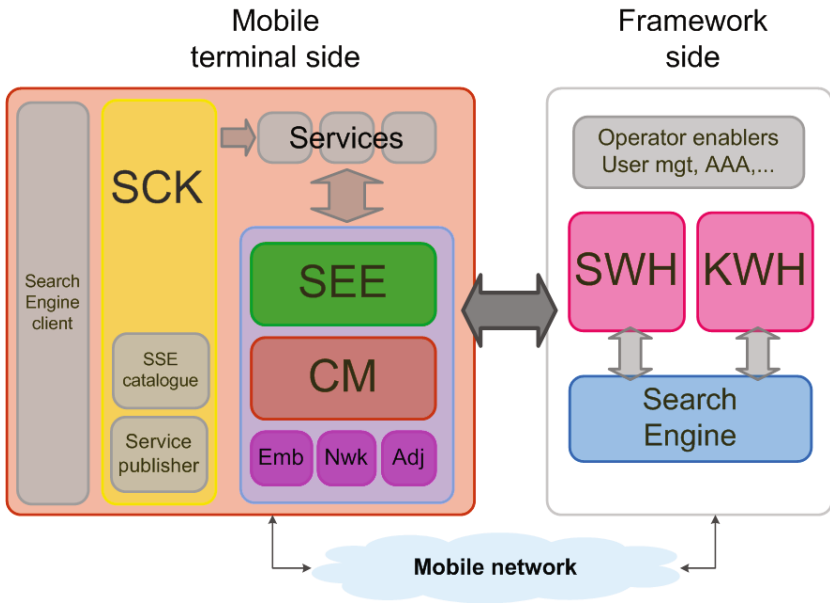 Mobile
terminal side
Framework
side
Search
Engine
client
SCK
SSE
catalogue
Service
publisher
Services
SEE
CM
Emb
Nwk
Adj
Operator enablers
User mgt, AAA,...
SWH
KWH
Search
Engine
Mobile network